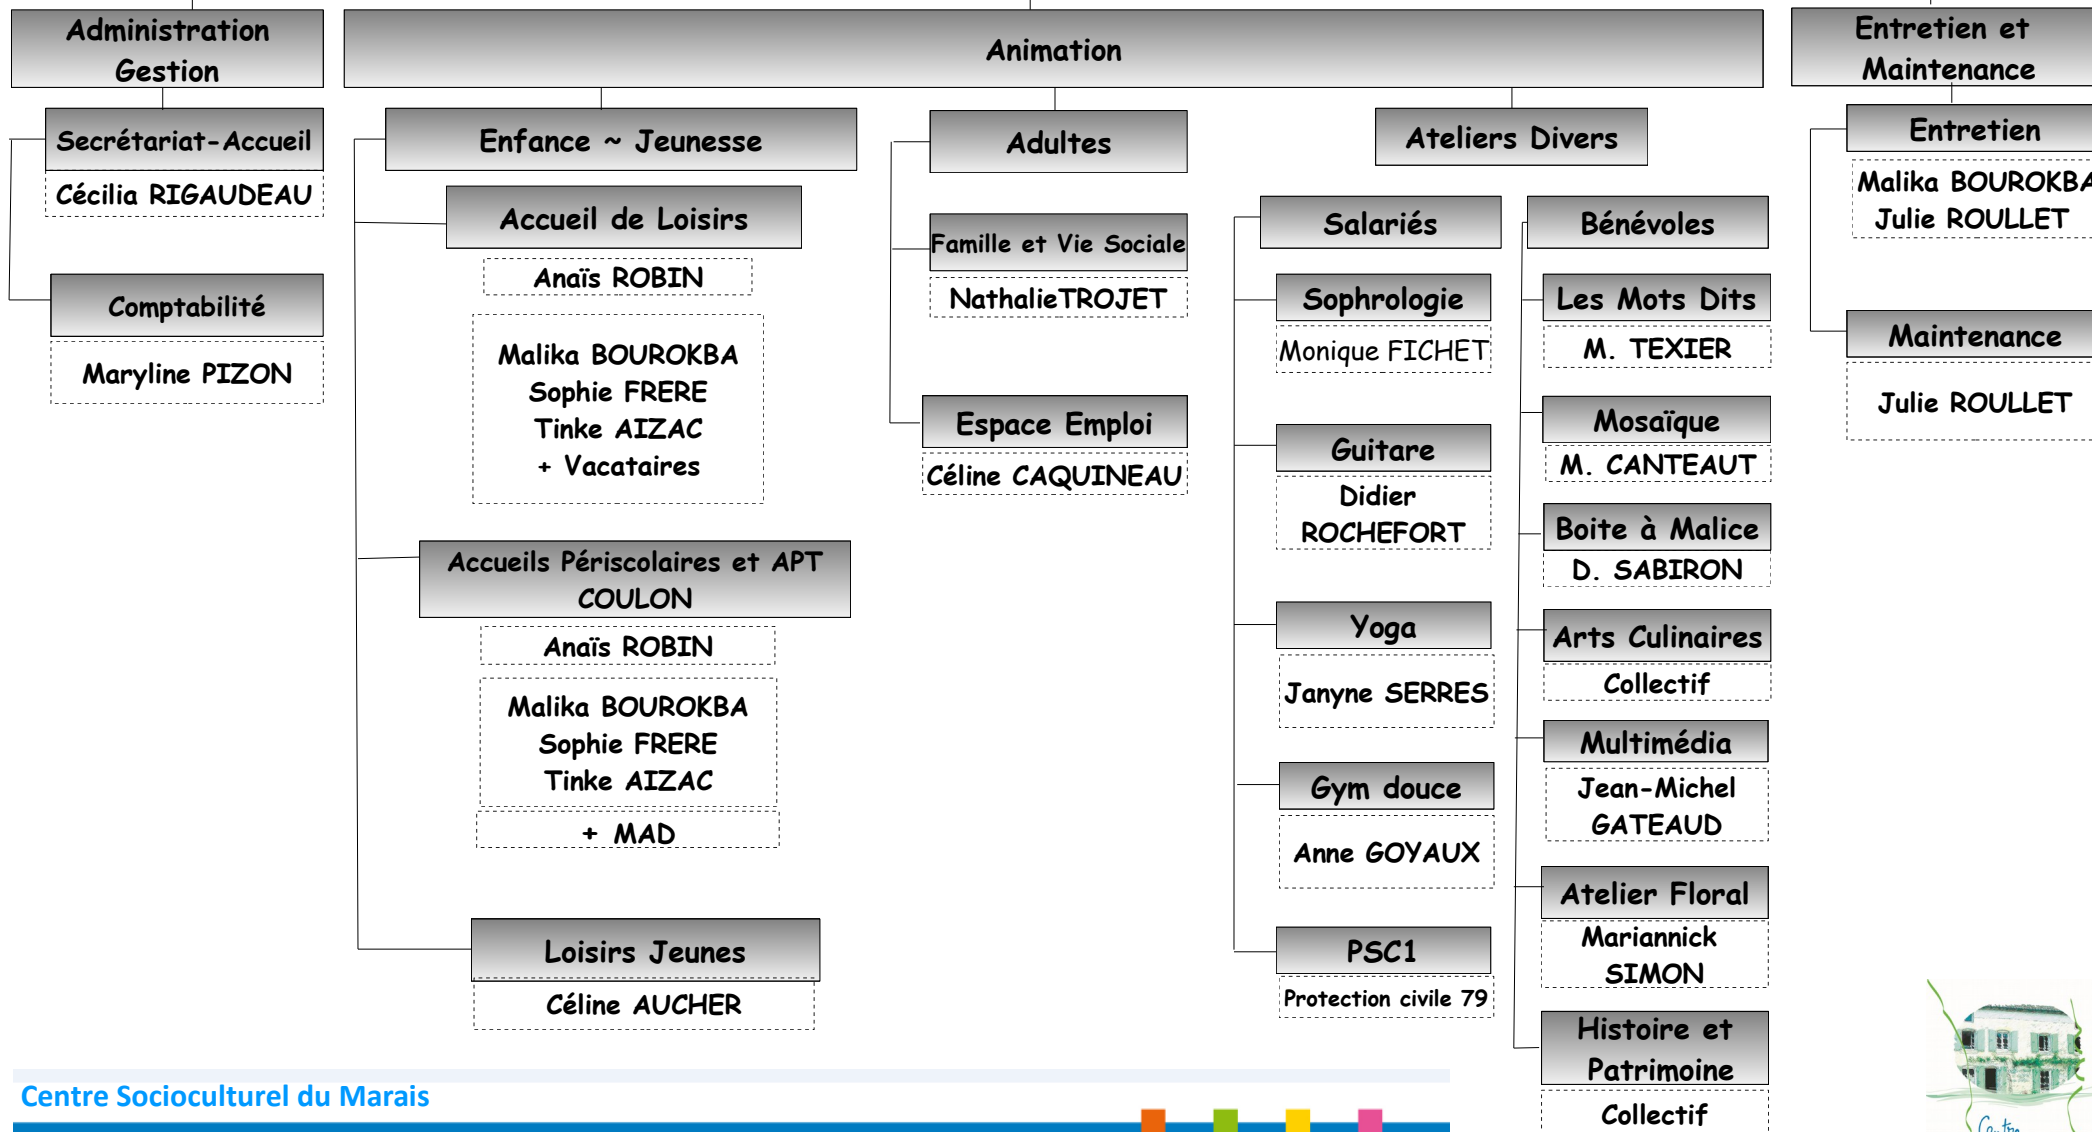 Administration
Gestion
Secrétariat-Accueil
Cécilia RIGAUDEAU
Comptabilité
Maryline PIZON
Animation
Enfance ~ Jeunesse
Accueil de Loisirs
Anaïs ROBIN
Malika BOUROKBA
Sophie FRERE
Tinke AIZAC
+ Vacataires
Accueils Périscolaires et APT
COULON
Anaïs ROBIN
Malika BOUROKBA
Sophie FRERE
Tinke AIZAC
+ MAD
Loisirs Jeunes
Céline AUCHER
Adultes
Famille et Vie Sociale
NathalieTROJET
Espace Emploi
Céline CAQUINEAU
Ateliers Divers
Salariés
Sophrologie
Monique FICHET
Guitare
Didier
ROCHEFORT
Yoga
Janyne SERRES
Gym douce
Anne GOYAUX
PSC1
Protection civile 79
Bénévoles
Les Mots Dits
M. TEXIER
Mosaïque
M. CANTEAUT
Boite à Malice
D. SABIRON
Arts Culinaires
Collectif
Multimédia
Jean-Michel
GATEAUD
Atelier Floral
Mariannick
SIMON
Histoire et
Patrimoine
Collectif
Entretien et
Maintenance
Entretien
Malika BOUROKBA
Julie ROULLET
Maintenance
Julie ROULLET
Centre Socioculturel du Marais
Centre